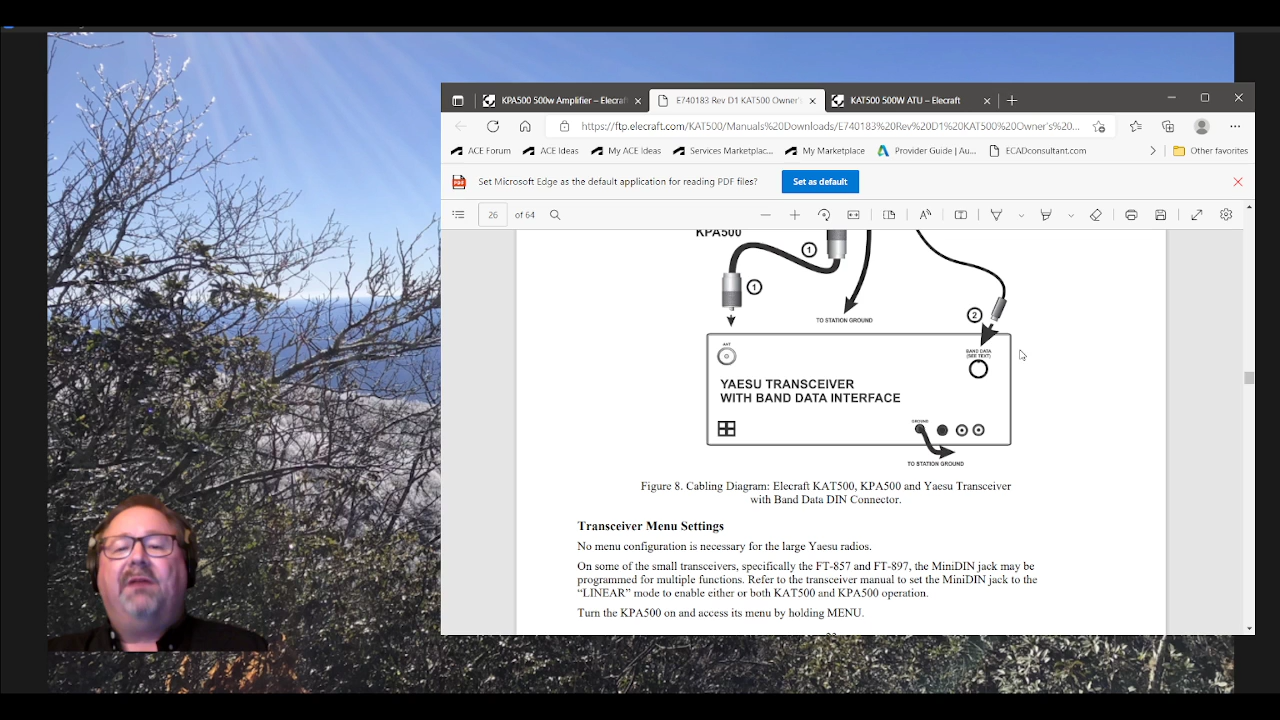 KPA500 500w Amplifier – Elecraft
E740183 Rev D1 KAT500 Owner's
KAT500 500W ATU – Elecraft
https://ftp.elecraft.com/KAT500/Manuals%20Downloads/E740183%20Rev%20D1%20KAT500%20Owner's%20...
ACE Forum
ACE Ideas
My ACE Ideas
Services Marketplac...
My Marketplace
Provider Guide | Au...
ECADconsultant.com
Other favorites
PDF
Set Microsoft Edge as the default application for reading PDF files?
Set as default
26 of 64
KPA500
1
1
2
TO STATION GROUND
ANT
BAND DATA
(SEE TEXT)
YAESU TRANSCEIVER
WITH BAND DATA INTERFACE
GROUND
TO STATION GROUND
Figure 8. Cabling Diagram: Elecraft KAT500, KPA500 and Yaesu Transceiver
with Band Data DIN Connector.
Transceiver Menu Settings
No menu configuration is necessary for the large Yaesu radios.
On some of the small transceivers, specifically the FT-857 and FT-897, the MiniDIN jack may be
programmed for multiple functions. Refer to the transceiver manual to set the MiniDIN jack to the
“LINEAR” mode to enable either or both KAT500 and KPA500 operation.
Turn the KPA500 on and access its menu by holding MENU.